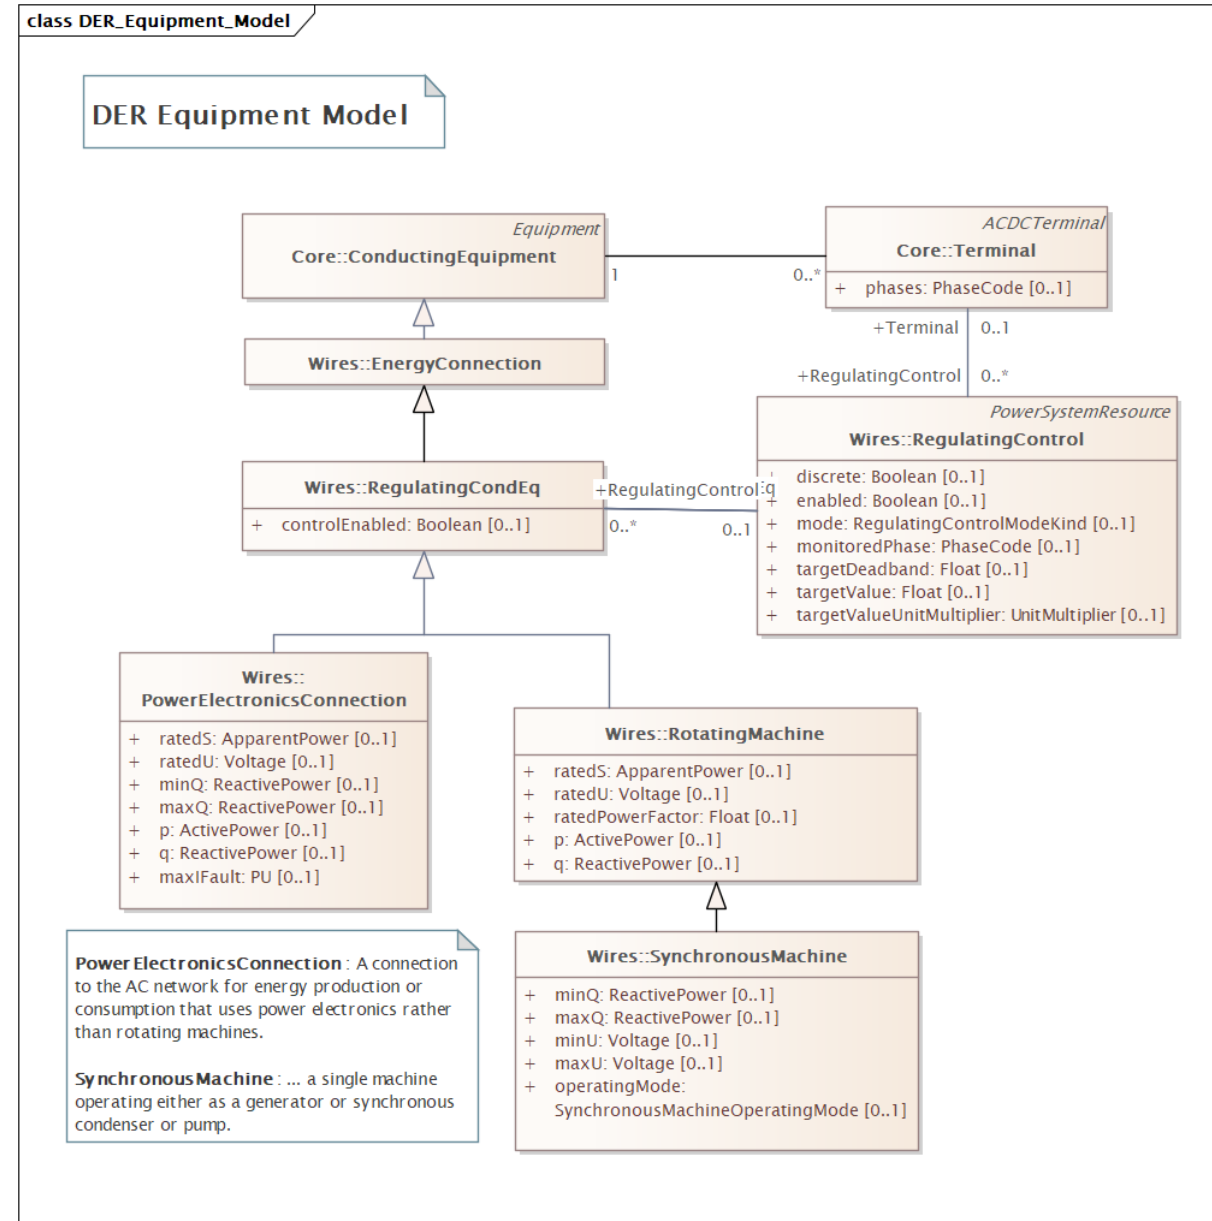 class DER_Equipment_Model
DER Equipment Model
Equipment
Core::ConductingEquipment
1
0..*
ACDCTerminal
Core::Terminal
+ phases: PhaseCode [0..1]
+Terminal 0..1
+RegulatingControl 0..*
Wires::EnergyConnection
Wires::RegulatingCondEq
+ controlEnabled: Boolean [0..1]
+RegulatingControl
0..*
0..1
PowerSystemResource
Wires::RegulatingControl
+ discrete: Boolean [0..1]
+ enabled: Boolean [0..1]
+ mode: RegulatingControlModeKind [0..1]
+ monitoredPhase: PhaseCode [0..1]
+ targetDeadband: Float [0..1]
+ targetValue: Float [0..1]
+ targetValueUnitMultiplier: UnitMultiplier [0..1]
Wires::
PowerElectronicsConnection
+ ratedS: ApparentPower [0..1]
+ ratedU: Voltage [0..1]
+ minQ: ReactivePower [0..1]
+ maxQ: ReactivePower [0..1]
+ p: ActivePower [0..1]
+ q: ReactivePower [0..1]
+ maxIFault: PU [0..1]
Wires::RotatingMachine
+ ratedS: ApparentPower [0..1]
+ ratedU: Voltage [0..1]
+ ratedPowerFactor: Float [0..1]
+ p: ActivePower [0..1]
+ q: ReactivePower [0..1]
Wires::SynchronousMachine
+ minQ: ReactivePower [0..1]
+ maxQ: ReactivePower [0..1]
+ minU: Voltage [0..1]
+ maxU: Voltage [0..1]
+ operatingMode:
SynchronousMachineOperatingMode [0..1]
PowerElectronicsConnection : A connection
to the AC network for energy production or
consumption that uses power electronics rather
than rotating machines.
SynchronousMachine : ... a single machine
operating either as a generator or synchronous
condenser or pump.